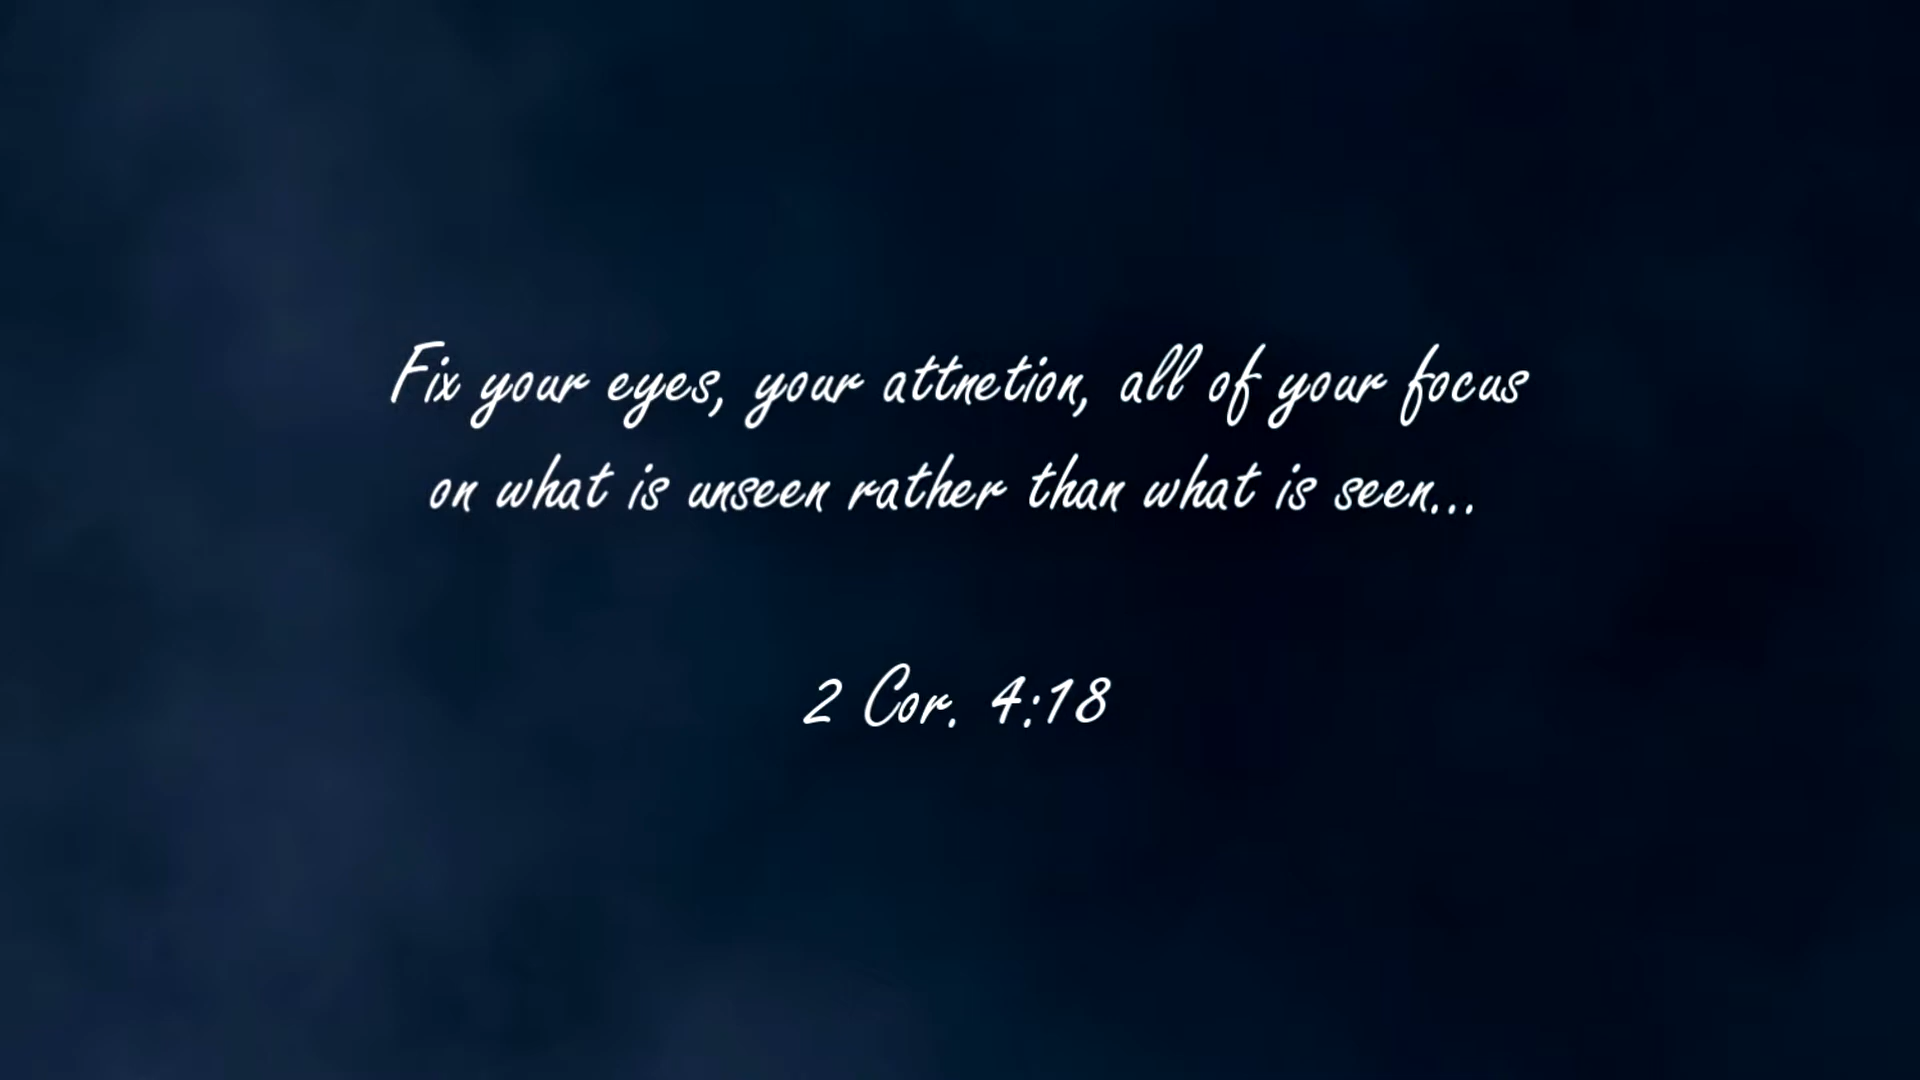 Fix your eyes, your attnetion, all of your focus
on what is unseen rather than what is seen...
2 Cor. 4:18